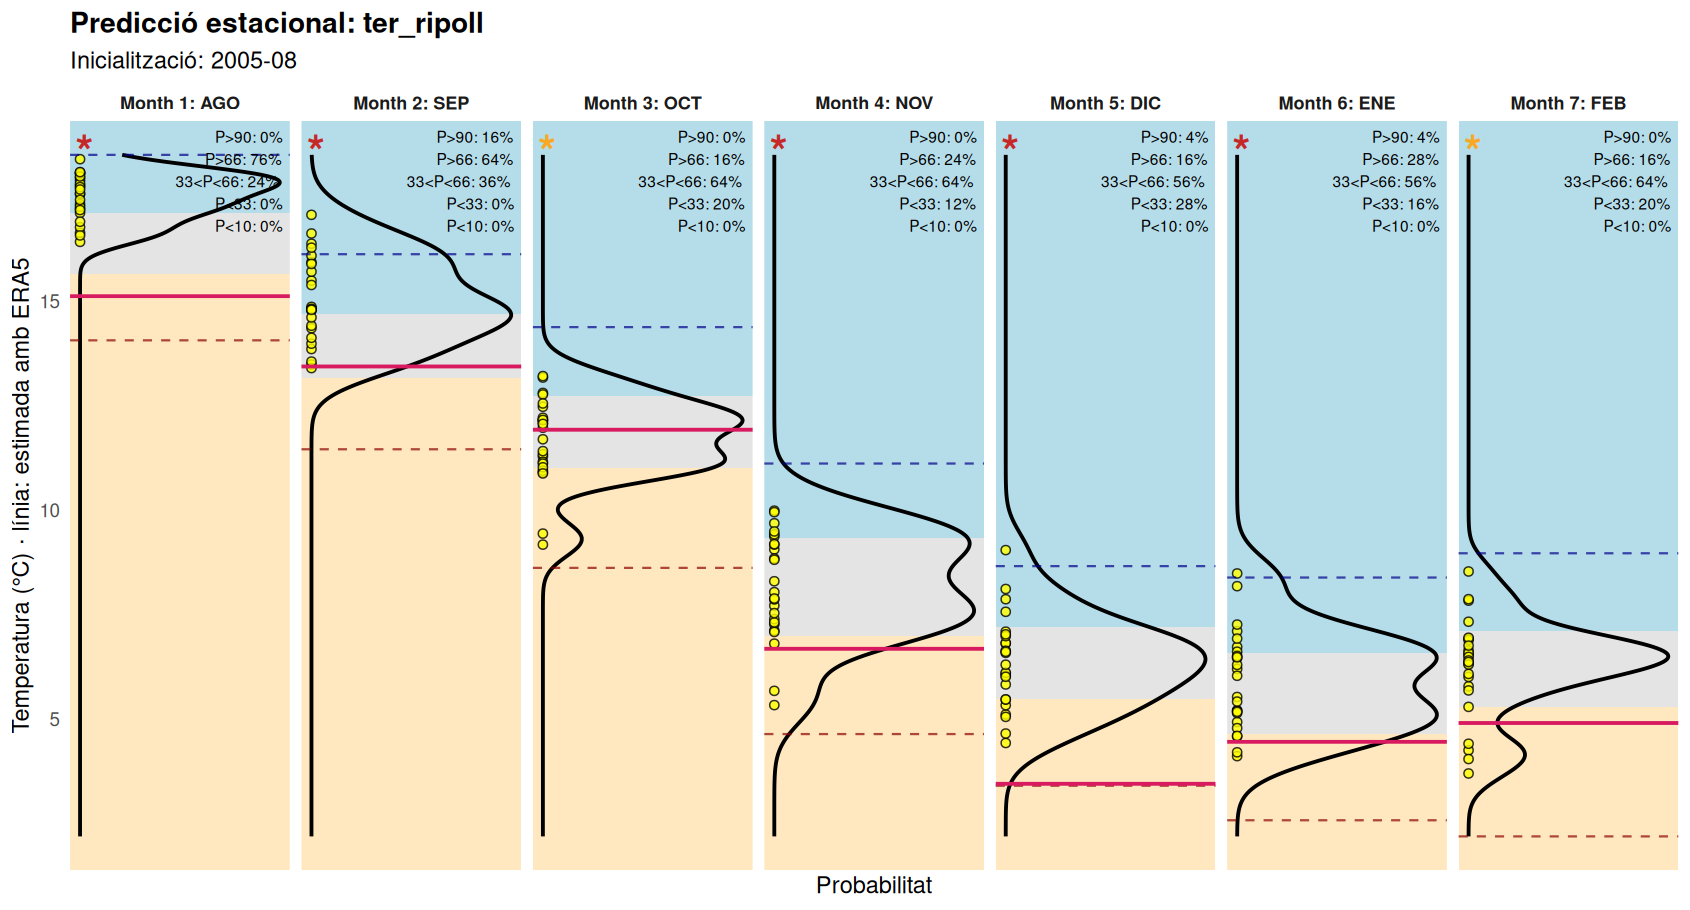 Predicció estacional: ter_ripoll
Inicialització: 2005-08
Month 1: AGO
Month 2: SEP
Month 3: OCT
Month 4: NOV
Month 5: DIC
Month 6: ENE
Month 7: FEB
*
P>90: 0%
P>66: 76%
33<P<66: 24%
P<33: 0%
P<10: 0%
*
P>90: 16%
P>66: 64%
33<P<66: 36%
P<33: 0%
P<10: 0%
*
P>90: 0%
P>66: 16%
33<P<66: 64%
P<33: 20%
P<10: 0%
*
P>90: 0%
P>66: 24%
33<P<66: 64%
P<33: 12%
P<10: 0%
*
P>90: 4%
P>66: 16%
33<P<66: 56%
P<33: 28%
P<10: 0%
*
P>90: 4%
P>66: 28%
33<P<66: 56%
P<33: 16%
P<10: 0%
*
P>90: 0%
P>66: 16%
33<P<66: 64%
P<33: 20%
P<10: 0%
Temperatura (°C) · línia: estimada amb ERA5
15
10
5
Probabilitat